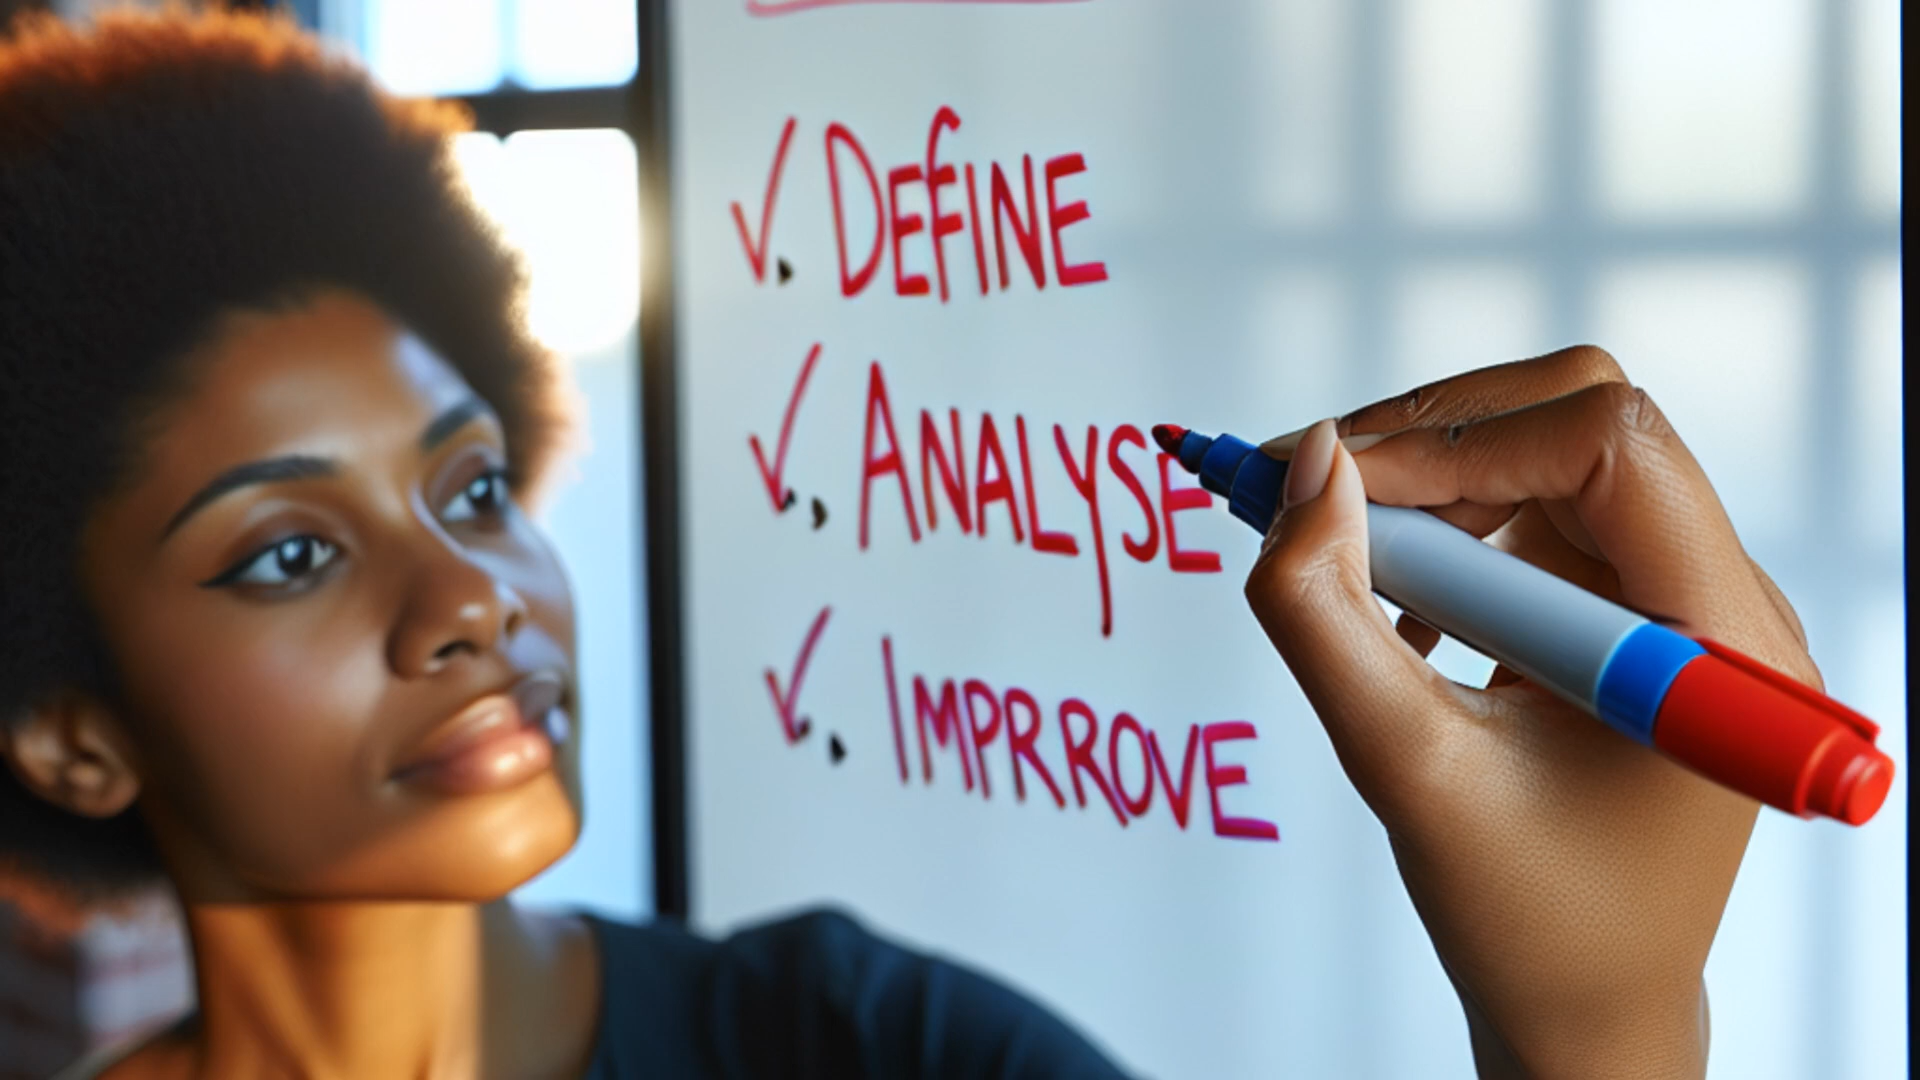 ✓. DEFINE
✓. ANALYSE
✓. IMPRROVE